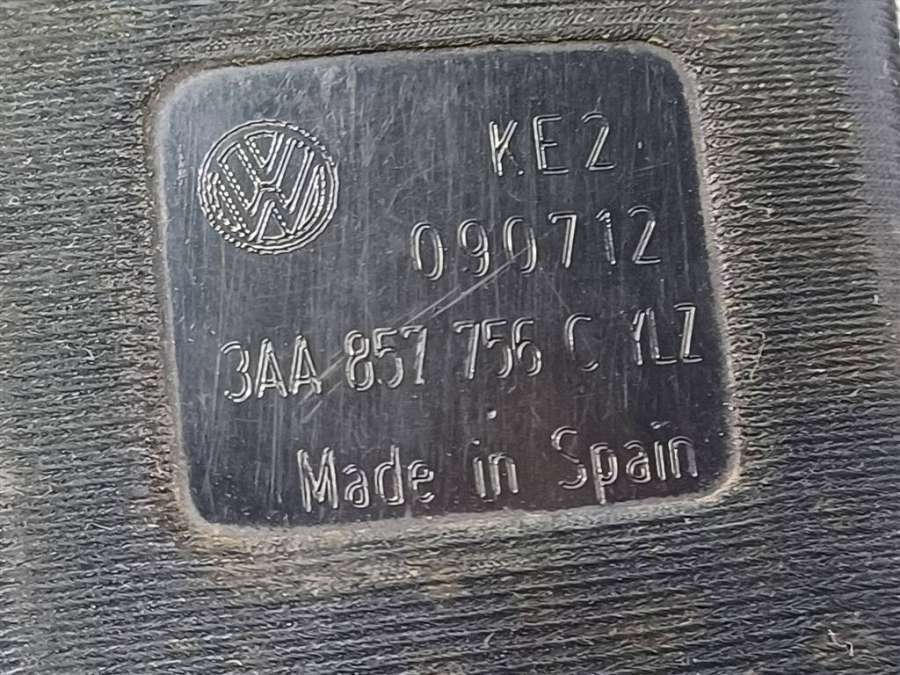 KE2
090712
3AA 857 756 C YLZ
Made in Spain